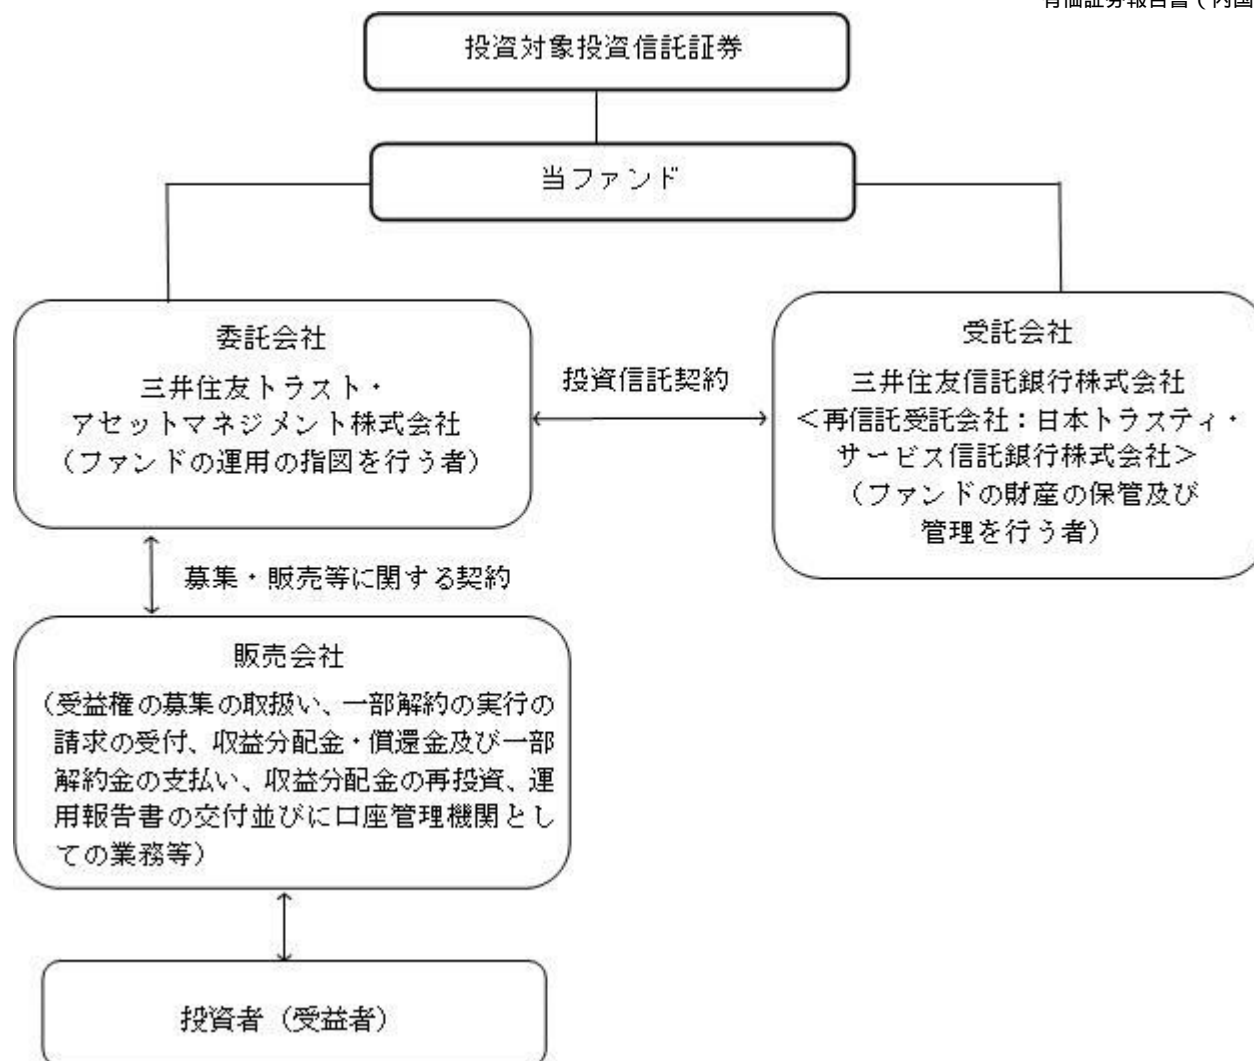 有価証券報告書(内国
投資対象投資信託証券
当ファンド
委託会社
三井住友トラスト・
アセットマネジメント株式会社
(ファンドの運用の指図を行う者)
投資信託契約
受託会社
三井住友信託銀行株式会社
<再信託受託会社:日本トラスティ・
サービス信託銀行株式会社>
(ファンドの財産の保管及び
管理を行う者)
募集・販売等に関する契約
販売会社
(受益権の募集の取扱い、一部解約の実行の
請求の受付、収益分配金・償還金及び一部
解約金の支払い、収益分配金の再投資、運
用報告書の交付並びに口座管理機関とし
ての業務等)
投資者(受益者)